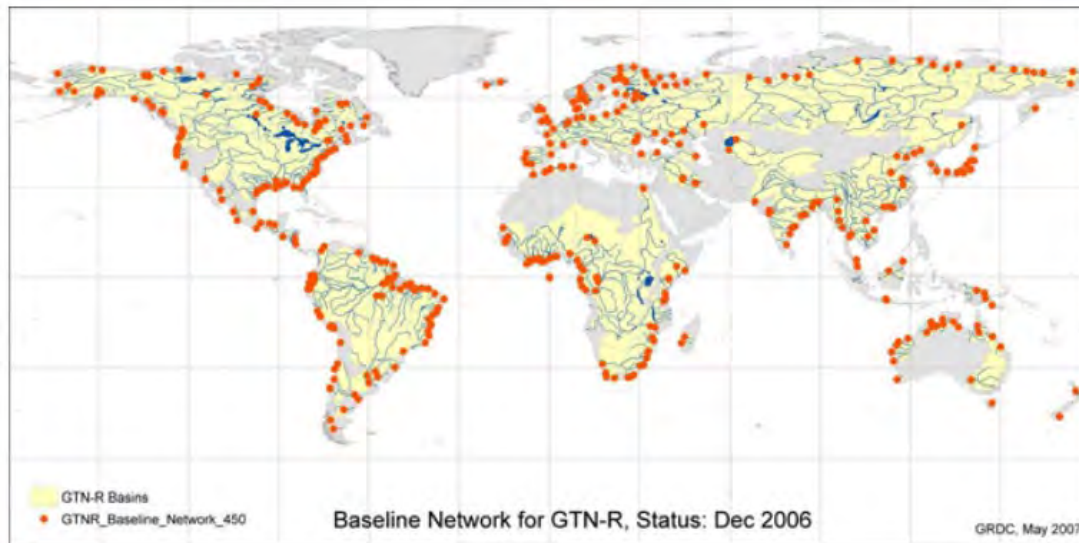 GTN-R Basins
GTNR_Baseline_Network_450
Baseline Network for GTN-R, Status: Dec 2006
GRDC, May 2007